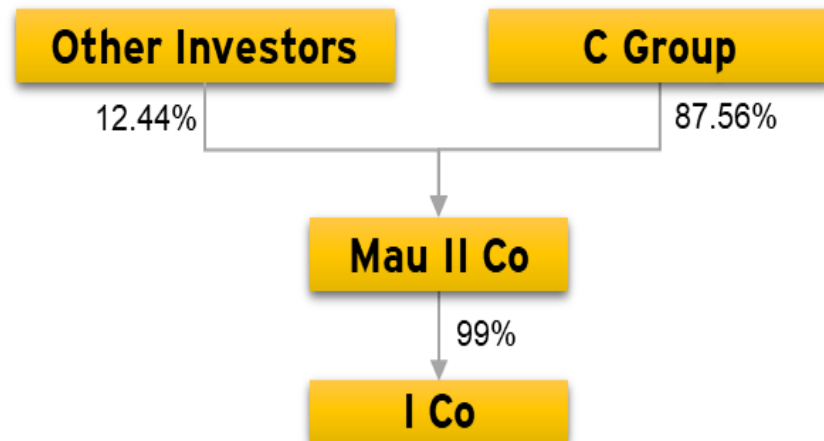 Other Investors
C Group
12.44%
87.56%
Mau II Co
99%
I Co